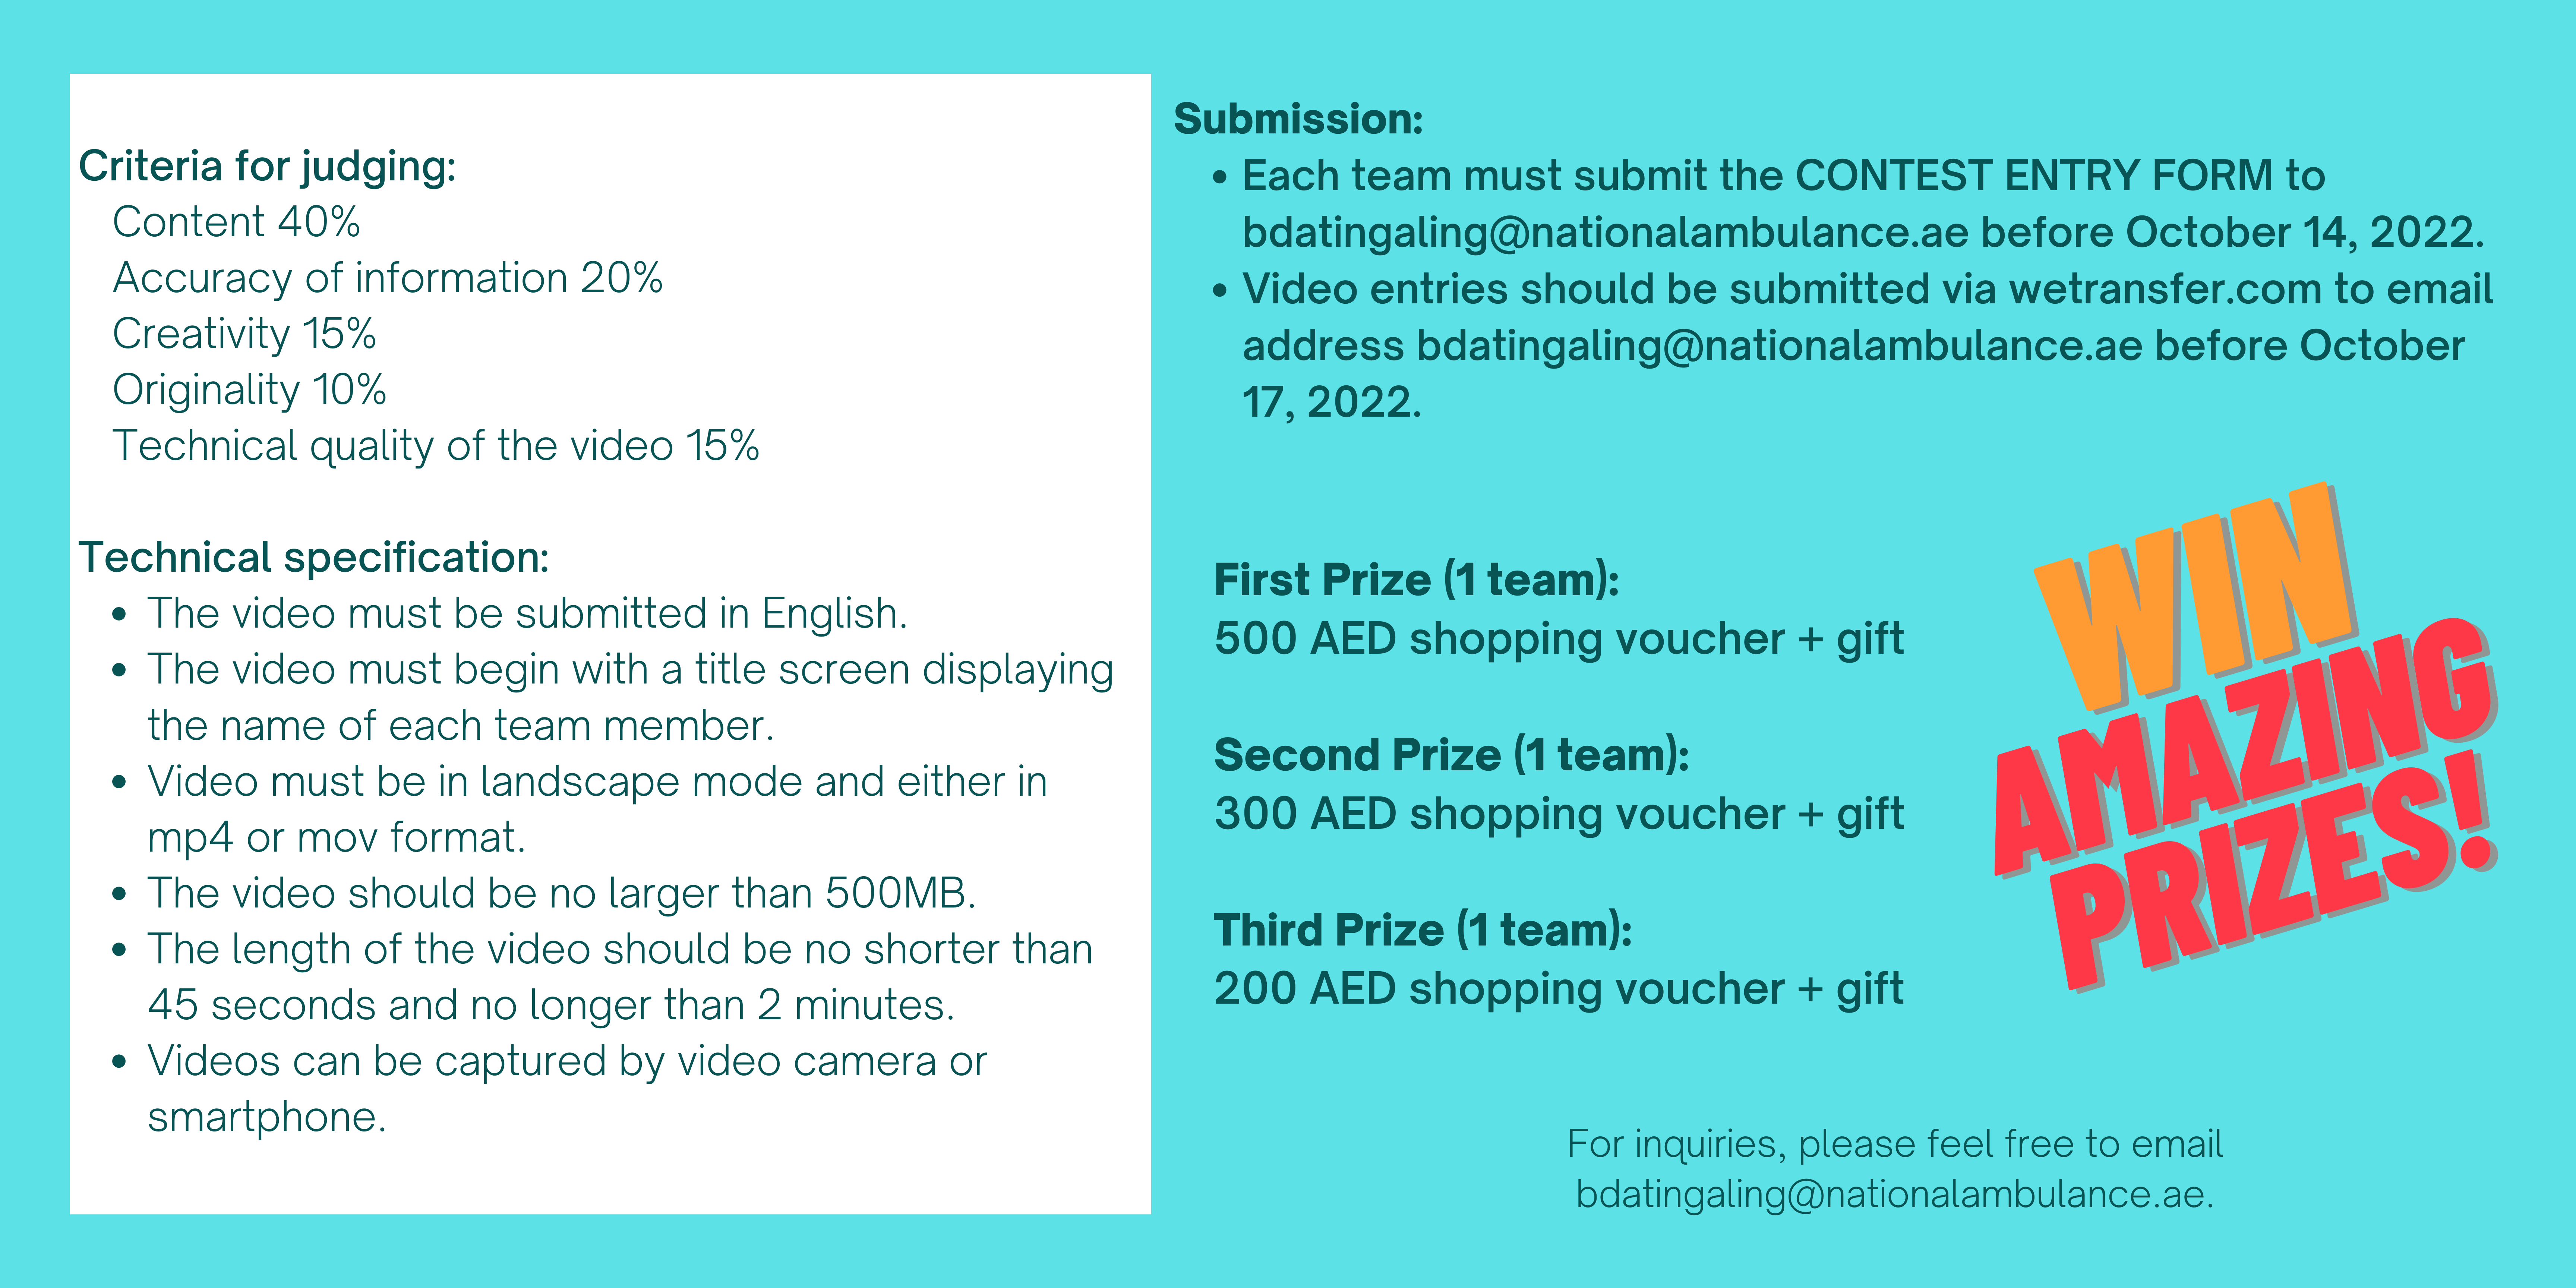 Criteria for judging:
Content 40%
Accuracy of information 20%
Creativity 15%
Originality 10%
Technical quality of the video 15%
Technical specification:
• The video must be submitted in English.
• The video must begin with a title screen displaying
the name of each team member.
• Video must be in landscape mode and either in
mp4 or mov format.
• The video should be no larger than 500MB.
• The length of the video should be no shorter than
45 seconds and no longer than 2 minutes.
• Videos can be captured by video camera or
smartphone.
Submission:
• Each team must submit the CONTEST ENTRY FORM to
bdatingaling@nationalambulance.ae before October 14, 2022.
• Video entries should be submitted via wetransfer.com to email
address bdatingaling@nationalambulance.ae before October
17, 2022.
First Prize (1 team):
500 AED shopping voucher + gift
Second Prize (1 team):
300 AED shopping voucher + gift
Third Prize (1 team):
200 AED shopping voucher + gift
WIN
AMAZING
PRIZES!
For inquiries, please feel free to email
bdatingaling@nationalambulance.ae.